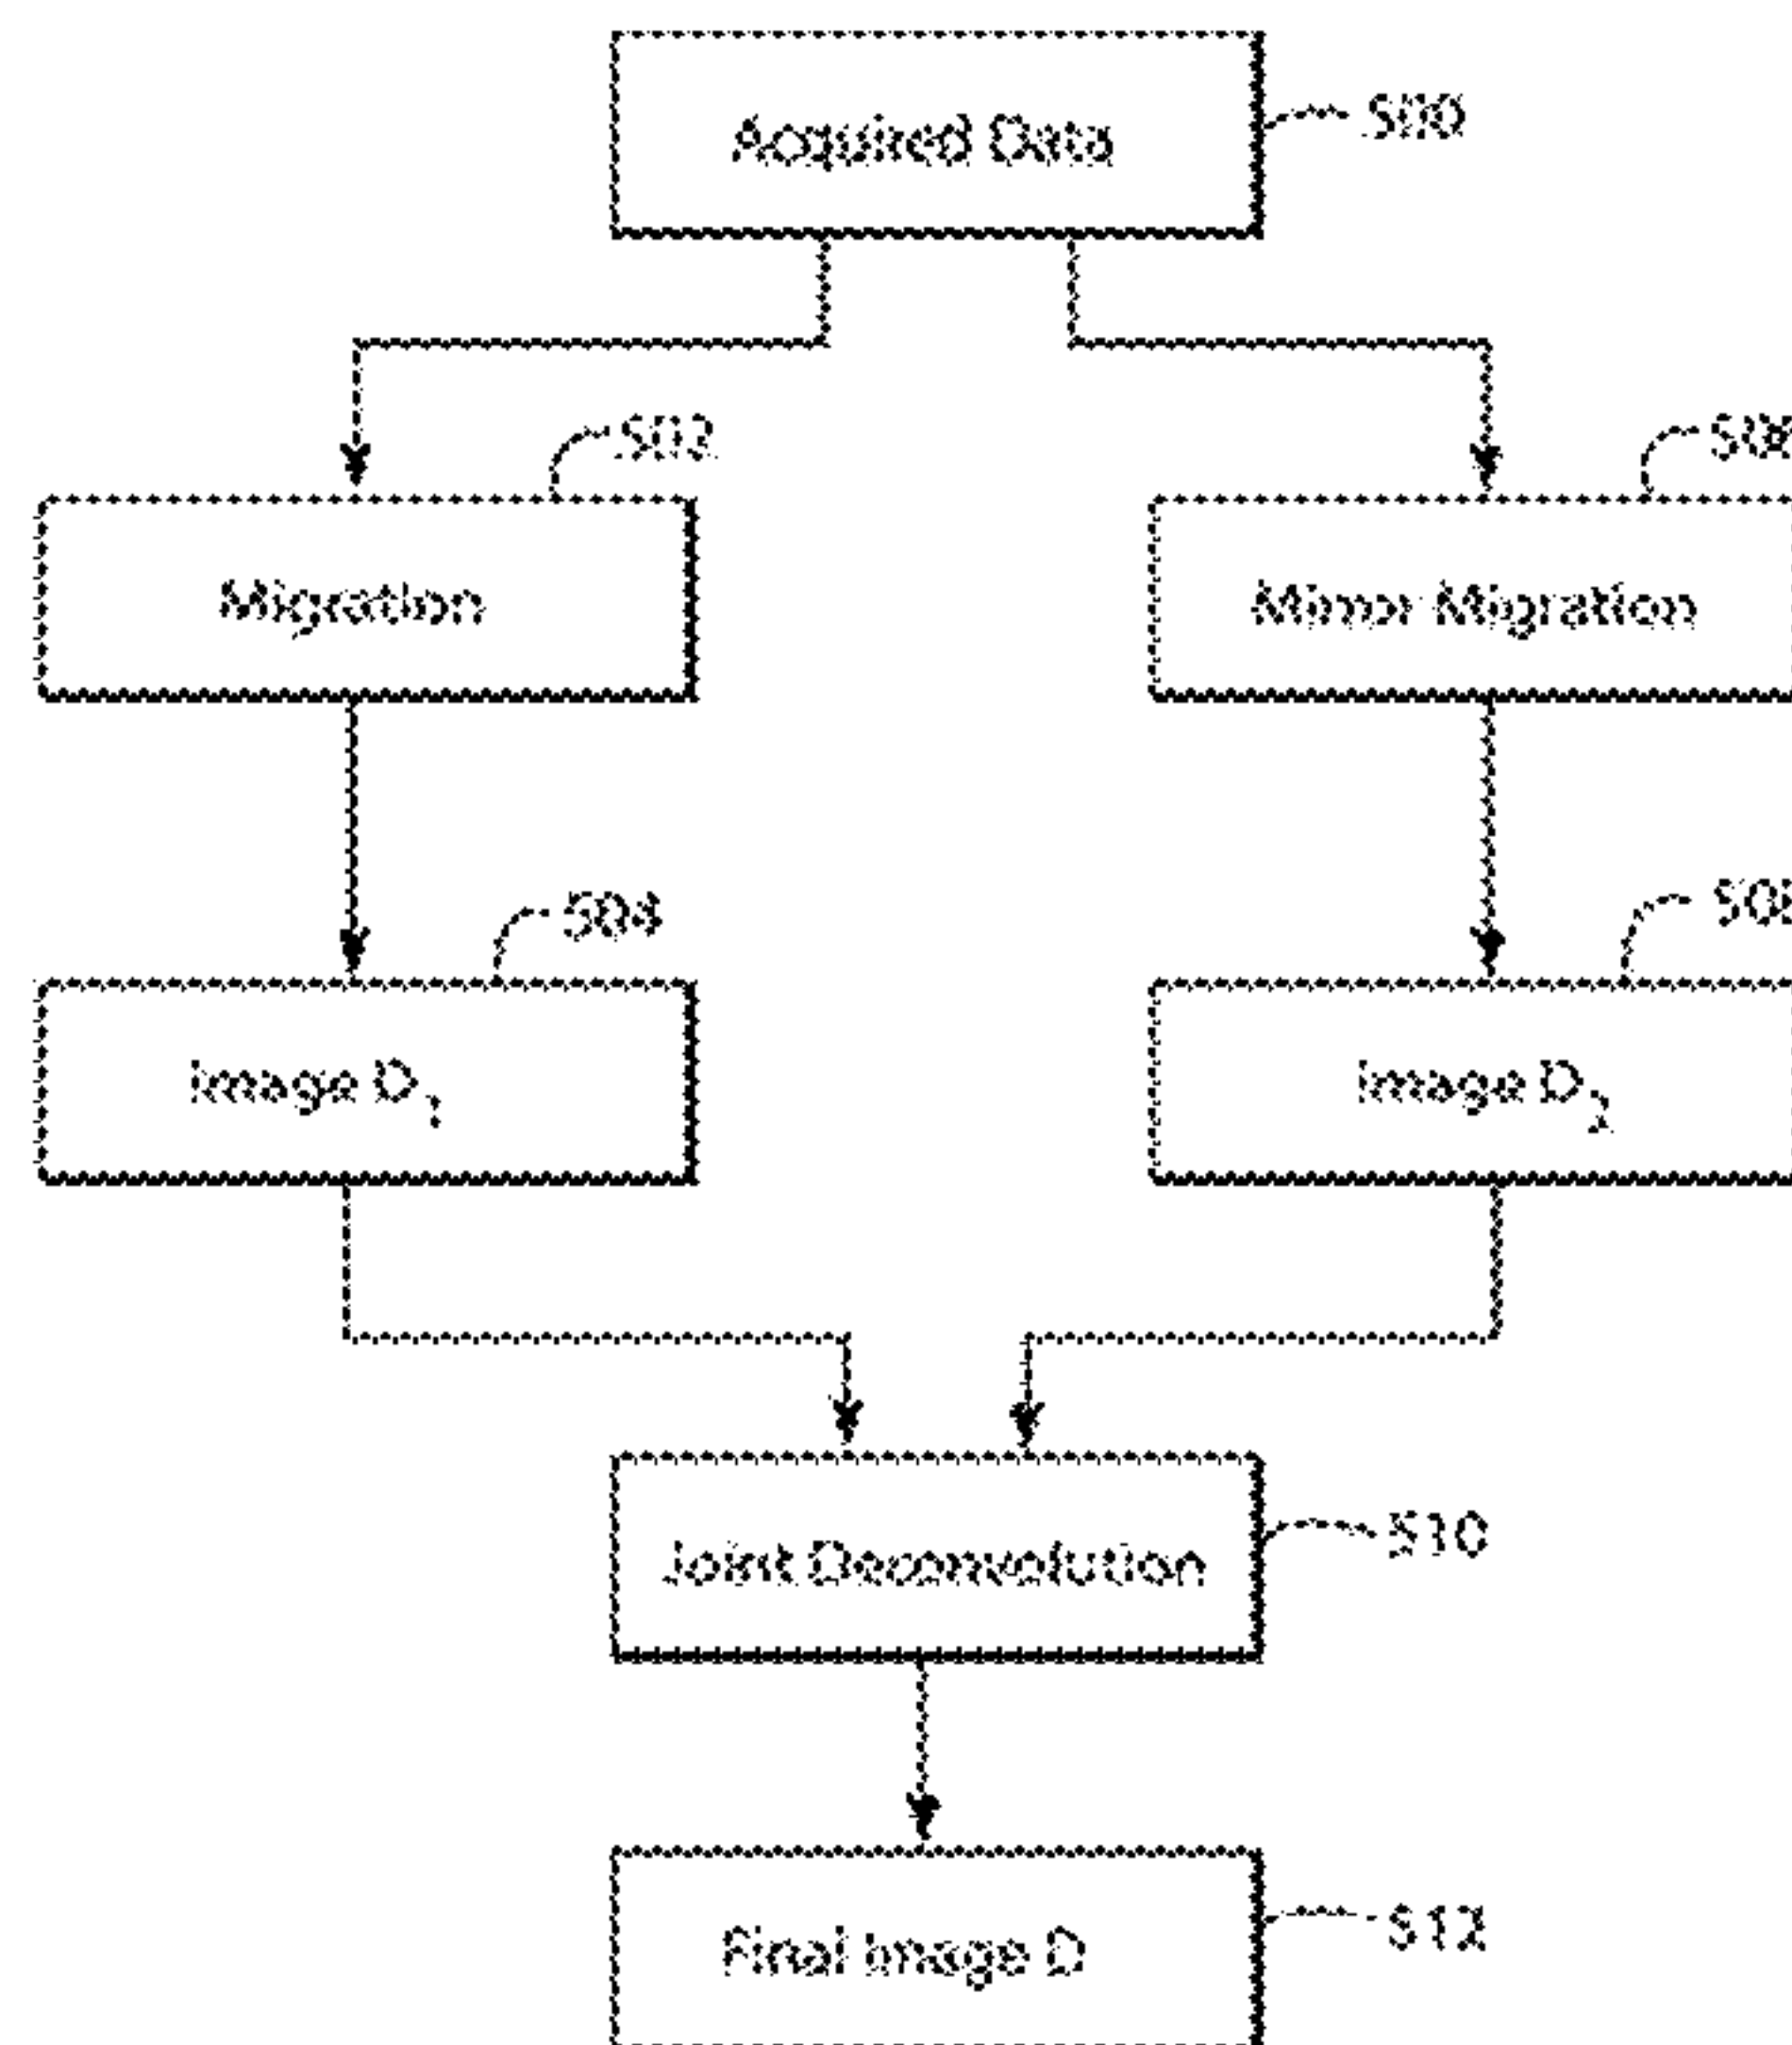 Acquired Data
500
502
Migration
Mirror Migration
504
Image D1
Image D2
Joint Deconvolution
510
Final Image D
512